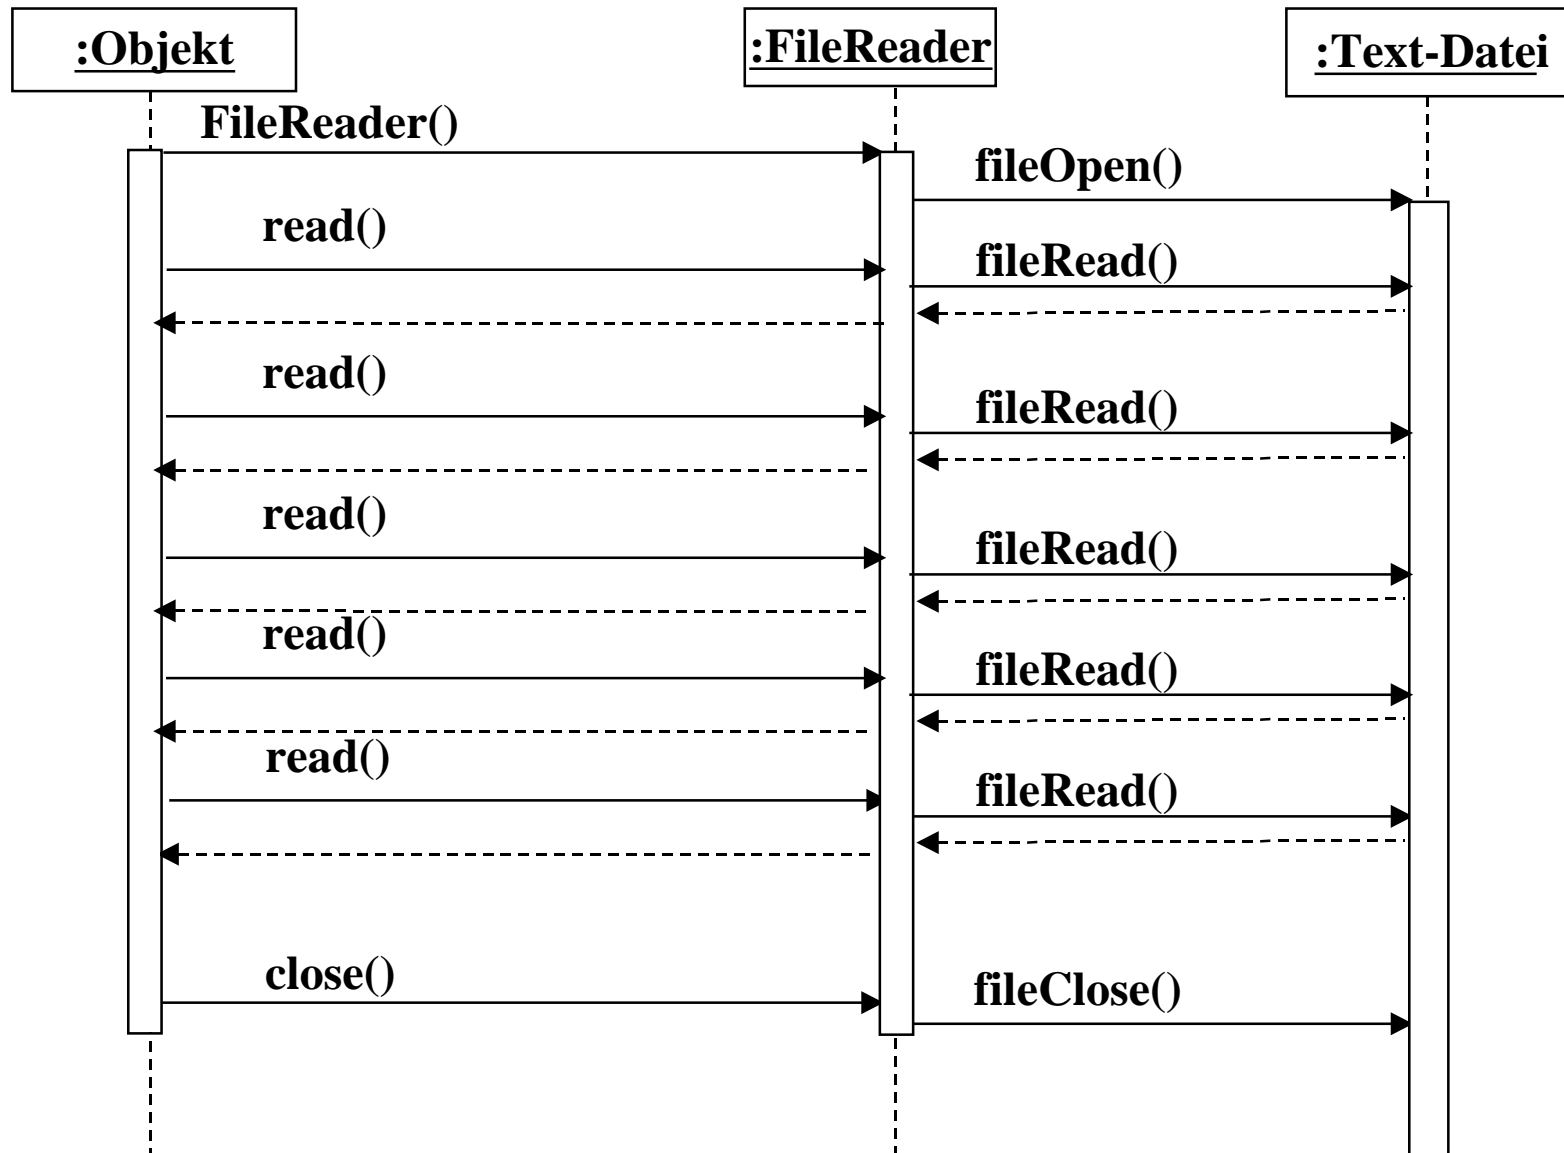 :Objekt
:FileReader
:Text-Datei
FileReader()
fileOpen()
read()
fileRead()
read()
fileRead()
read()
fileRead()
read()
fileRead()
read()
fileRead()
close()
fileClose()